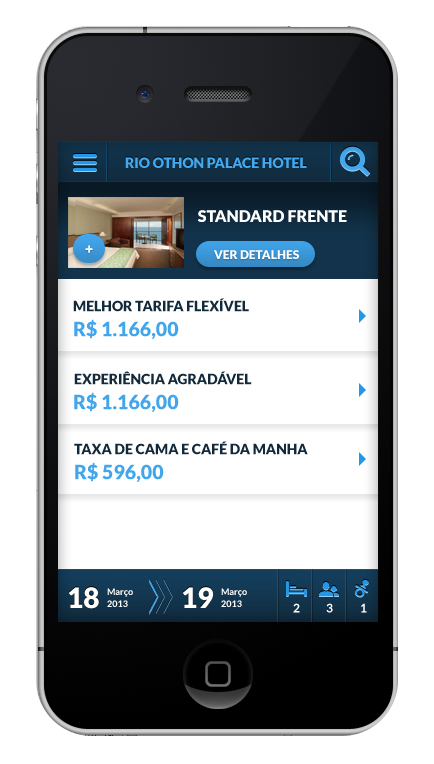 RIO OTHON PALACE HOTEL
STANDARD FRENTE
+
VER DETALHES
MELHOR TARIFA FLEXÍVEL
R$ 1.166,00
EXPERIÊNCIA AGRADÁVEL
R$ 1.166,00
TAXA DE CAMA E CAFÉ DA MANHA
R$ 596,00
18 Março 2013
19 Março 2013
2 3 1